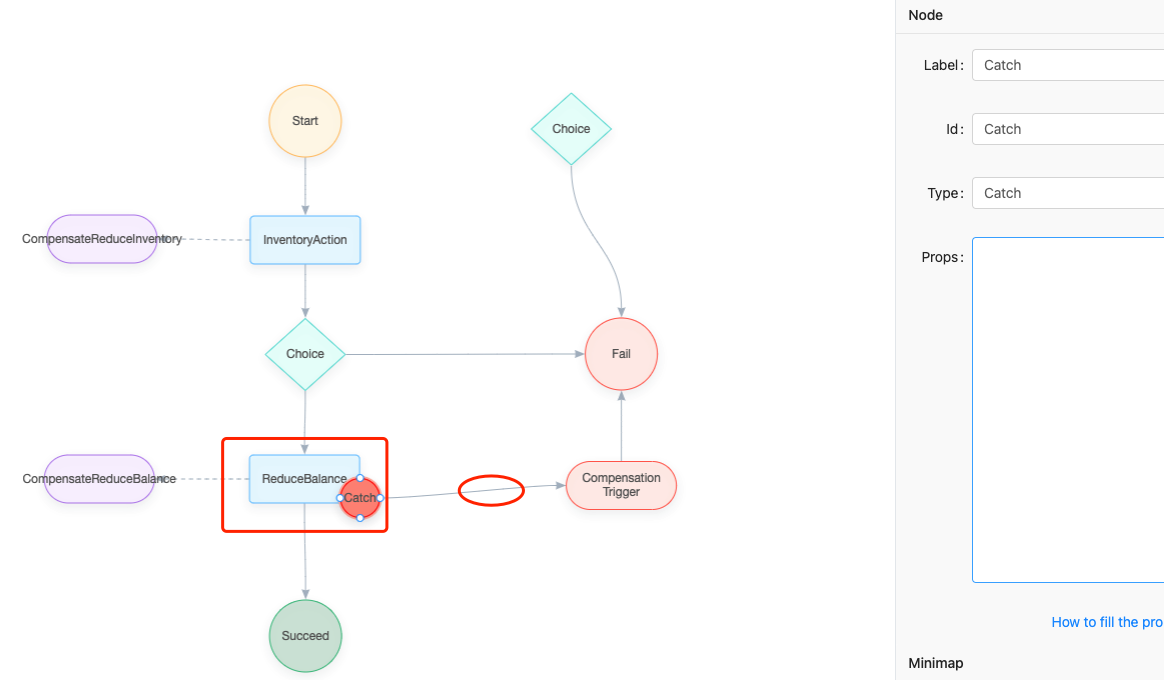 Node
Label:
Catch
Id:
Catch
Type:
Catch
Props:
How to fill the pro
Minimap
Start
Choice
CompensateReduceInventory
InventoryAction
Choice
Fail
CompensateReduceBalance
ReduceBalance
Catch
Compensation
Trigger
Succeed